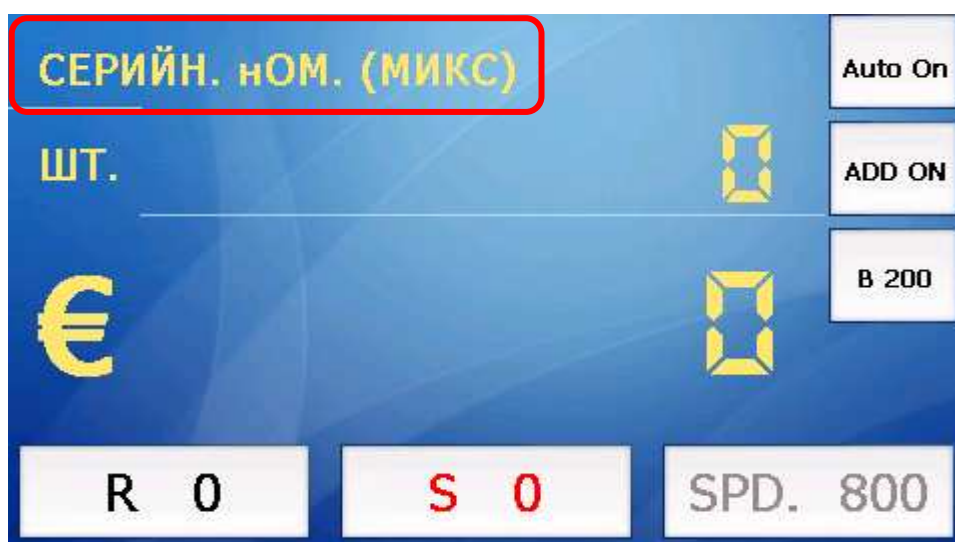 СЕРИЙН. нОМ. (МИКС)
Auto On
ШТ. 0
ADD ON
B 200
€ 0
R 0
S 0
SPD. 800